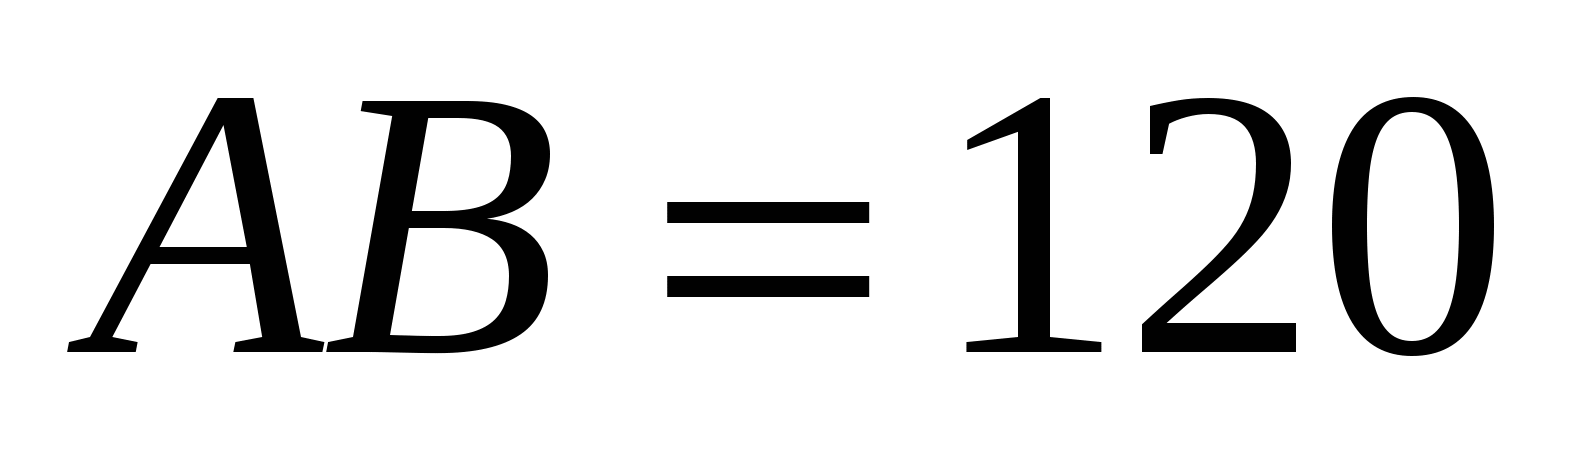 AB = 120